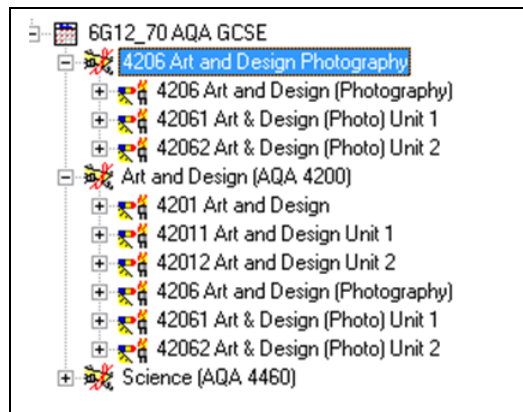 6G12_70 AQA GCSE
4206 Art and Design Photography
4206 Art and Design (Photography)
42061 Art & Design (Photo) Unit 1
42062 Art & Design (Photo) Unit 2
Art and Design (AQA 4200)
4201 Art and Design
42011 Art and Design Unit 1
42012 Art and Design Unit 2
4206 Art and Design (Photography)
42061 Art & Design (Photo) Unit 1
42062 Art & Design (Photo) Unit 2
Science (AQA 4460)